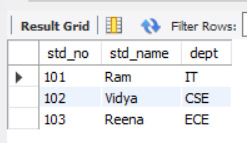 Result Grid Filter Rows:
std_no std_name dept
101 Ram IT
102 Vidya CSE
103 Reena ECE